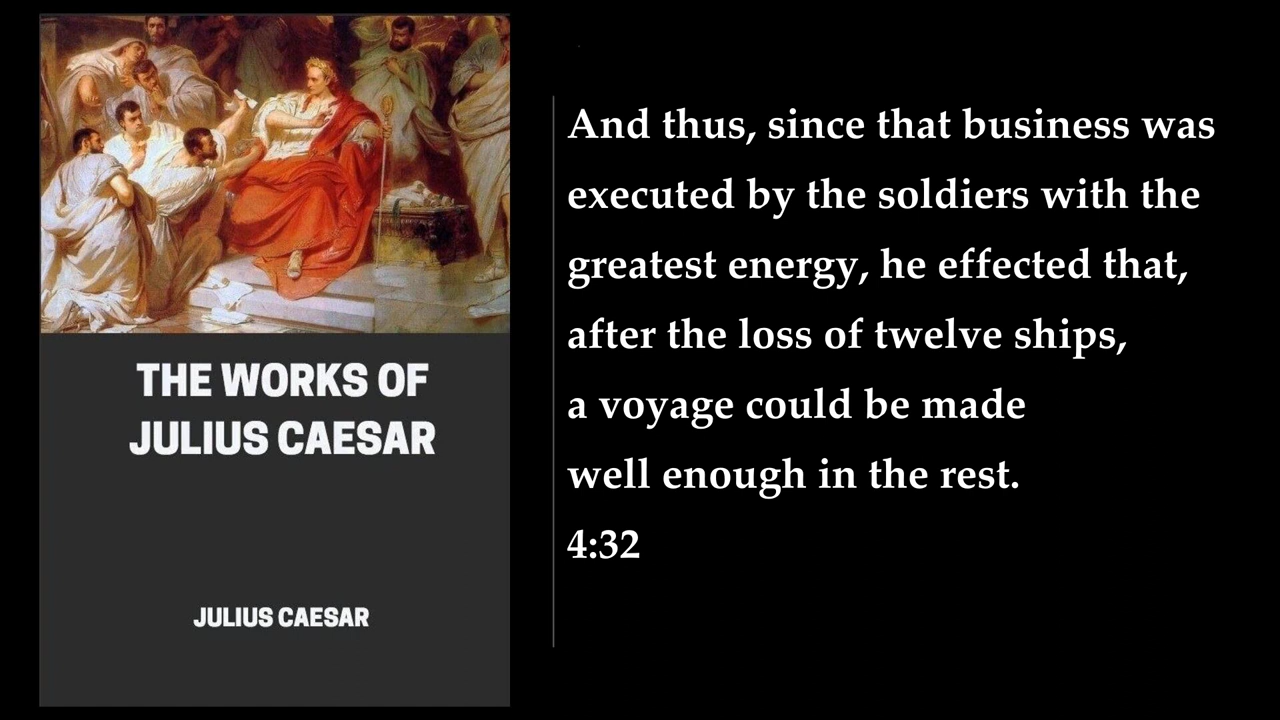 THE WORKS OF
JULIUS CAESAR
JULIUS CAESAR
And thus, since that business was
executed by the soldiers with the
greatest energy, he effected that,
after the loss of twelve ships,
a voyage could be made
well enough in the rest.
4:32